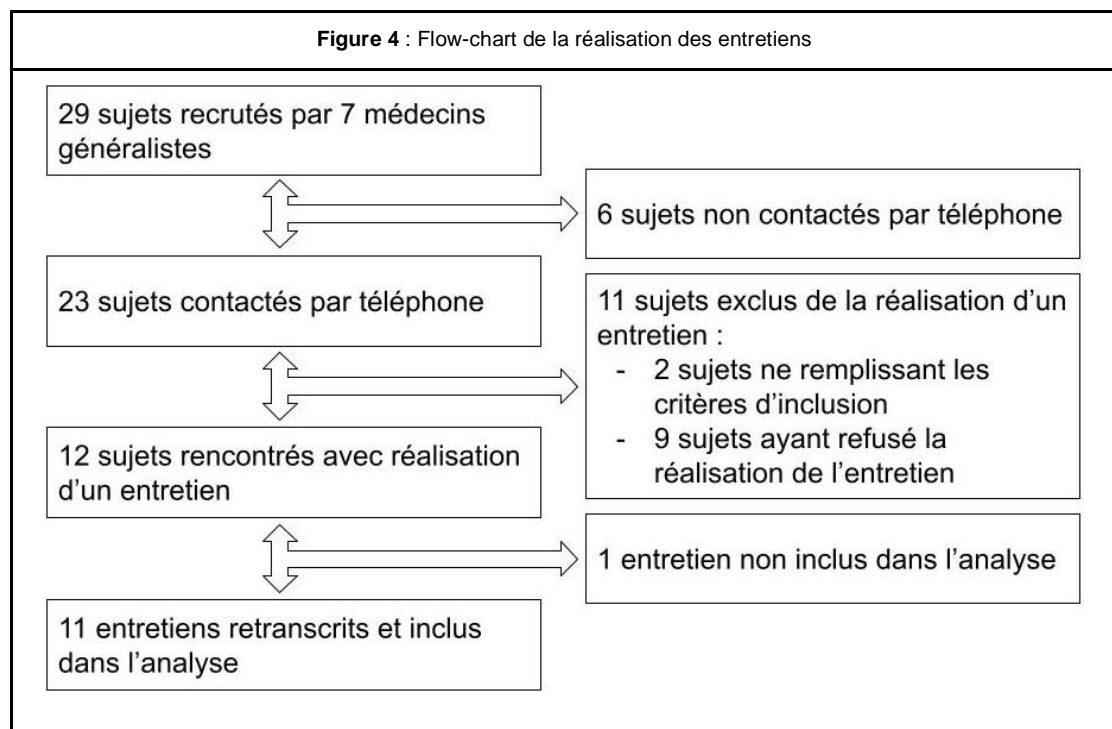 Figure 4 : Flow-chart de la réalisation des entretiens
29 sujets recrutés par 7 médecins
généralistes
6 sujets non contactés par téléphone
23 sujets contactés par téléphone
11 sujets exclus de la réalisation d’un
entretien :
- 2 sujets ne remplissant les
critères d’inclusion
- 9 sujets ayant refusé la
réalisation de l’entretien
12 sujets rencontrés avec réalisation
d’un entretien
1 entretien non inclus dans l’analyse
11 entretiens retranscrits et inclus
dans l’analyse